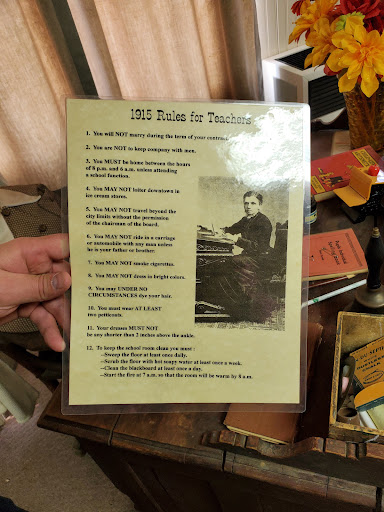 1915 Rules for Teachers
1. You will NOT marry during the term of your contract.
2. You are NOT to keep company with men.
3. You MUST be home between the hours
of 8 p.m. and 6 a.m. unless attending
a school function.
4. You MAY NOT loiter downtown in
ice cream stores.
5. You MAY NOT travel beyond the
city limits without the permission
of the chairman of the board.
6. You MAY NOT ride in a carriage
or automobile with any man unless
he is your father or brother.
7. You MAY NOT smoke cigarettes.
8. You MAY NOT dress in bright colors.
9. You may UNDER NO
CIRCUMSTANCES dye your hair.
10. You must wear AT LEAST
two petticoats.
11. Your dresses MUST NOT
be any shorter than 2 inches above the ankle.
12. To keep the school room clean you must :
--Sweep the floor at least once daily.
--Scrub the floor with hot soapy water at least once a week.
--Clean the blackboard at least once a day.
--Start the fire at 7 a.m. so that the room will be warm by 8 a.m.